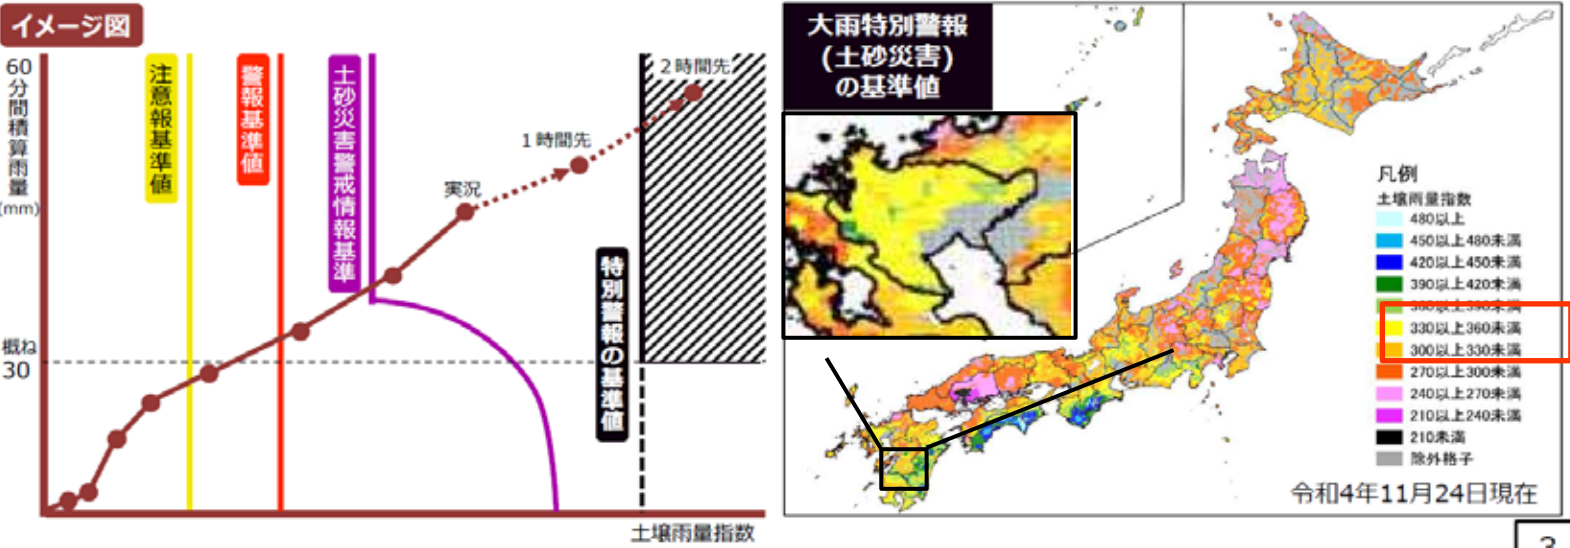 イメージ図
60
分間積算雨量
(mm)
概ね
30
注意報基準値
警報基準値
土砂災害警戒情報基準
実況
1時間先
2時間先
特別警報の基準値
土壌雨量指数
大雨特別警報
(土砂災害)
の基準値
凡例
土壌雨量指数
480以上
450以上480未満
420以上450未満
390以上420未満
360以上390未満
330以上360未満
300以上330未満
270以上300未満
240以上270未満
210以上240未満
210未満
除外格子
令和4年11月24日現在
3